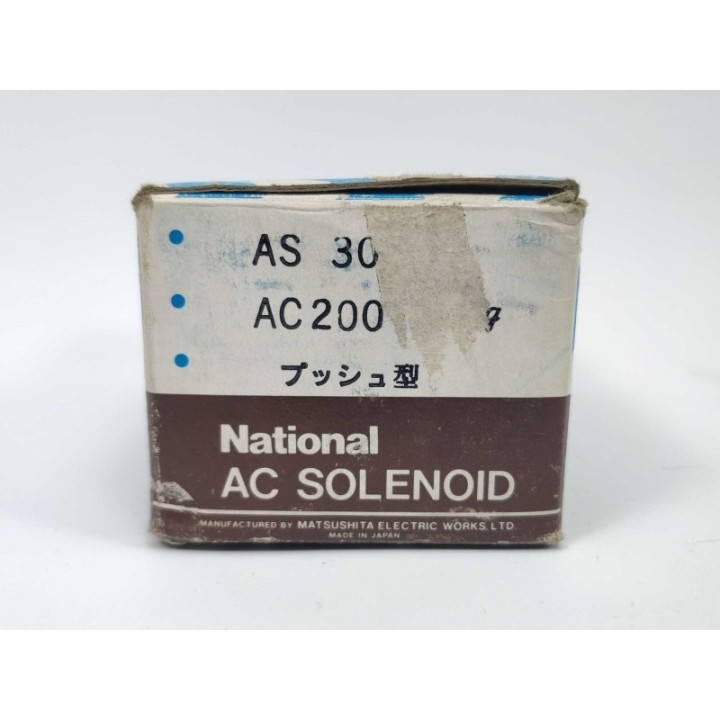 AS 30
AC200
プッシュ型
National
AC SOLENOID
MANUFACTURED BY MATSUSHITA ELECTRIC WORKS. LTD.
MADE IN JAPAN